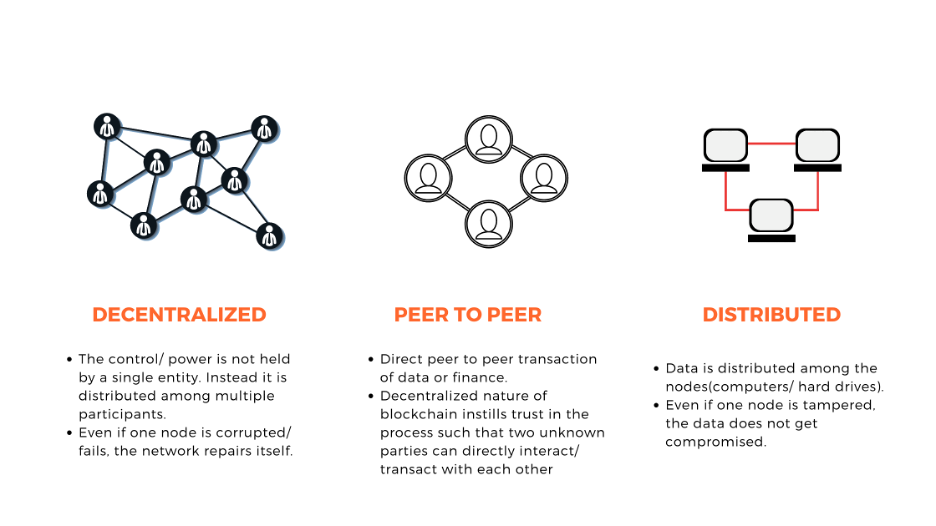 DECENTRALIZED
• The control/ power is not held
by a single entity. Instead it is
distributed among multiple
participants.
• Even if one node is corrupted/
fails, the network repairs itself.
PEER TO PEER
• Direct peer to peer transaction
of data or finance.
• Decentralized nature of
blockchain instills trust in the
process such that two unknown
parties can directly interact/
transact with each other
DISTRIBUTED
• Data is distributed among the
nodes(computers/ hard drives).
• Even if one node is tampered,
the data does not get
compromised.